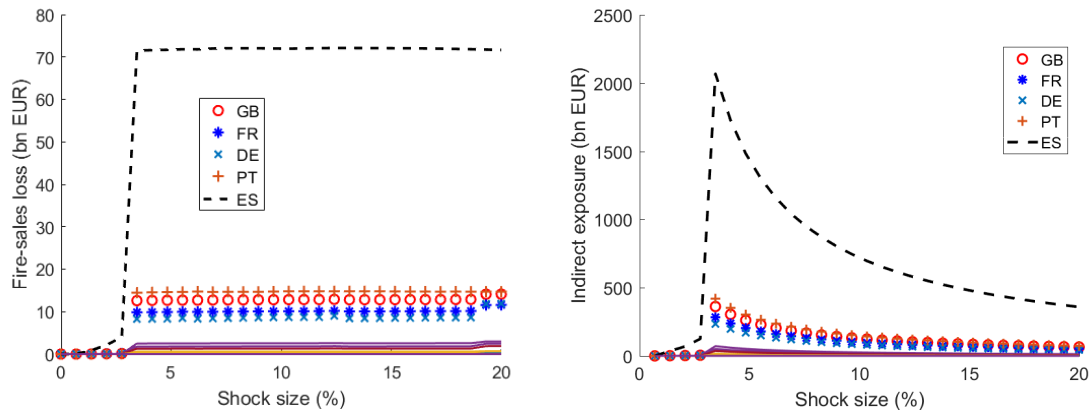 80
70
60
50
40
30
20
10
0
Fire-sales loss (bn EUR)
GB
FR
DE
PT
ES
0 5 10 15 20
Shock size (%)
2500
2000
1500
1000
500
0
Indirect exposure (bn EUR)
GB
FR
DE
PT
ES
0 5 10 15 20
Shock size (%)